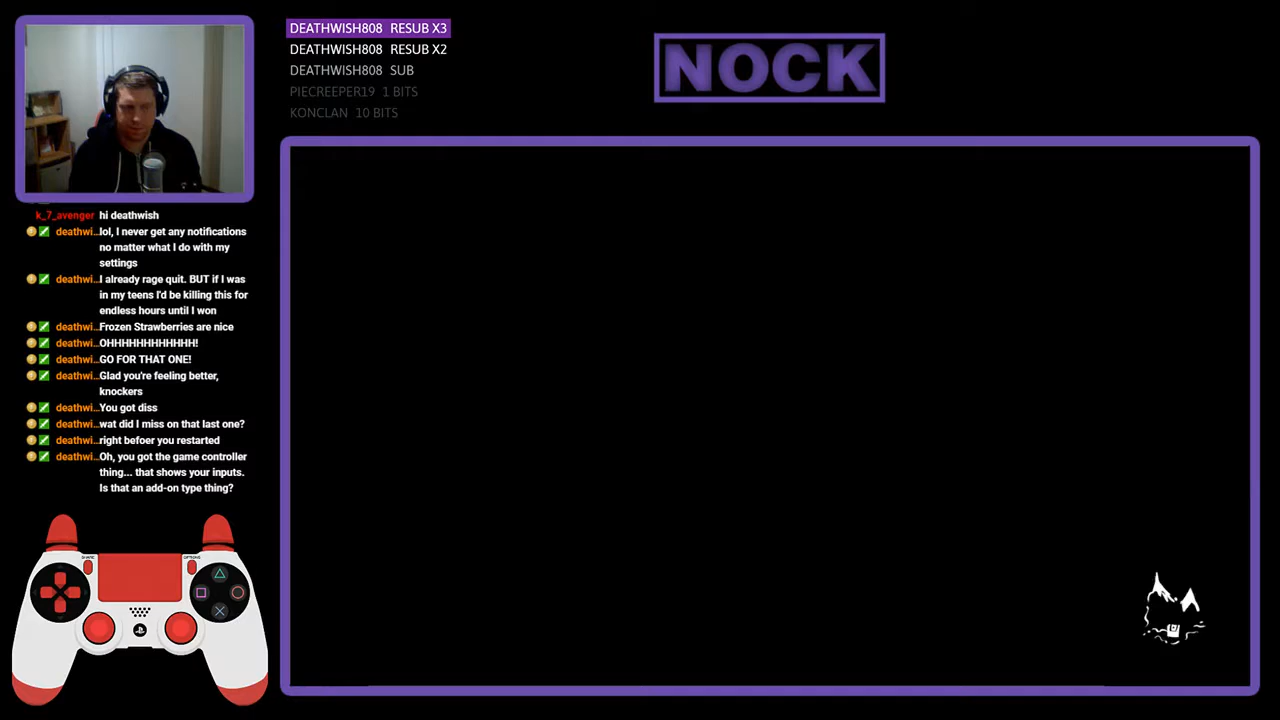 DEATHWISH808 RESUB X3
DEATHWISH808 RESUB X2
DEATHWISH808 SUB
PIECREEPER19 1 BITS
KONCLAN 10 BITS
NOCK
k_7_avenger hi deathwish
deathwi...lol, I never get any notifications
no matter what I do with my
settings
deathwi...I already rage quit. BUT if I was
in my teens I'd be killing this for
endless hours until I won
deathwi...Frozen Strawberries are nice
deathwi...OHHHHHHHHHHHH!
deathwi...GO FOR THAT ONE!
deathwi...Glad you're feeling better,
knockers
deathwi...You got diss
deathwi...wat did I miss on that last one?
deathwi...right befoer you restarted
deathwi...Oh, you got the game controller
thing... that shows your inputs.
Is that an add-on type thing?
SHARE
OPTIONS